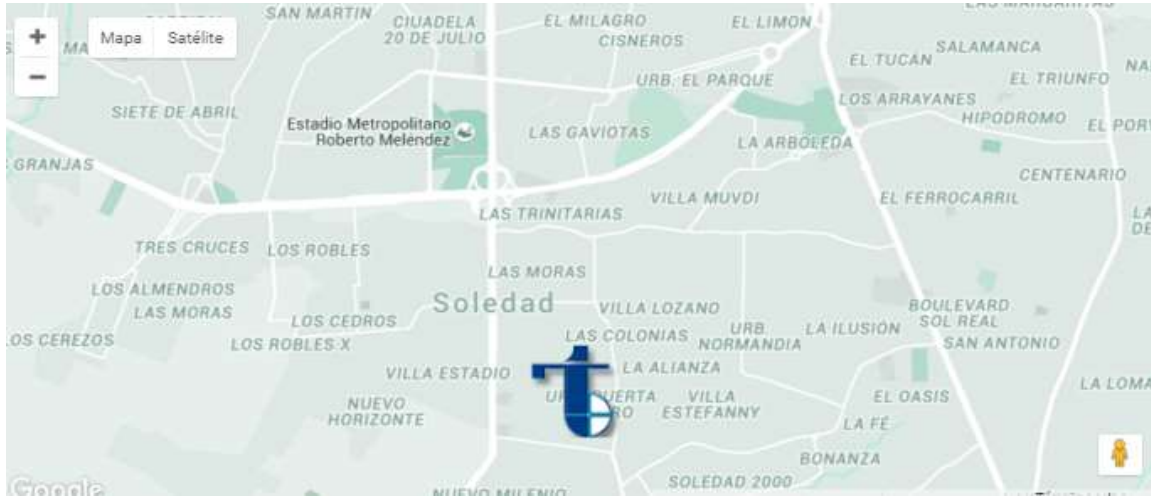 SAN MARTIN
CIUADELA
20 DE JULIO
EL MILAGRO
CISNEROS
EL LIMON
+
Mapa Satélite
−
EL TUCAN
SALAMANCA
URB. EL PARQUE
EL TRIUNFO
SIETE DE ABRIL
LOS ARRAYANES
HIPODROMO
Estadio Metropolitano
Roberto Meléndez
LAS GAVIOTAS
LA ARBOLEDA
GRANJAS
CENTENARIO
VILLA MUVDI
EL FERROCARRIL
LAS TRINITARIAS
TRES CRUCES
LOS ROBLES
LAS MORAS
LOS ALMENDROS
LAS MORAS
Soledad
VILLA LOZANO
BOULEVARD
SOL REAL
LOS CEDROS
LAS COLONIAS
URB.
NORMANDIA
LA ILUSIÓN
LOS CEREZOS
LOS ROBLES X
SAN ANTONIO
VILLA ESTADIO
LA ALIANZA
LA LOMA
NUEVO
HORIZONTE
VILLA
ESTEFANNY
EL OASIS
LA FÉ
BONANZA
SOLEDAD 2000
NUEVO MILENIO
Google